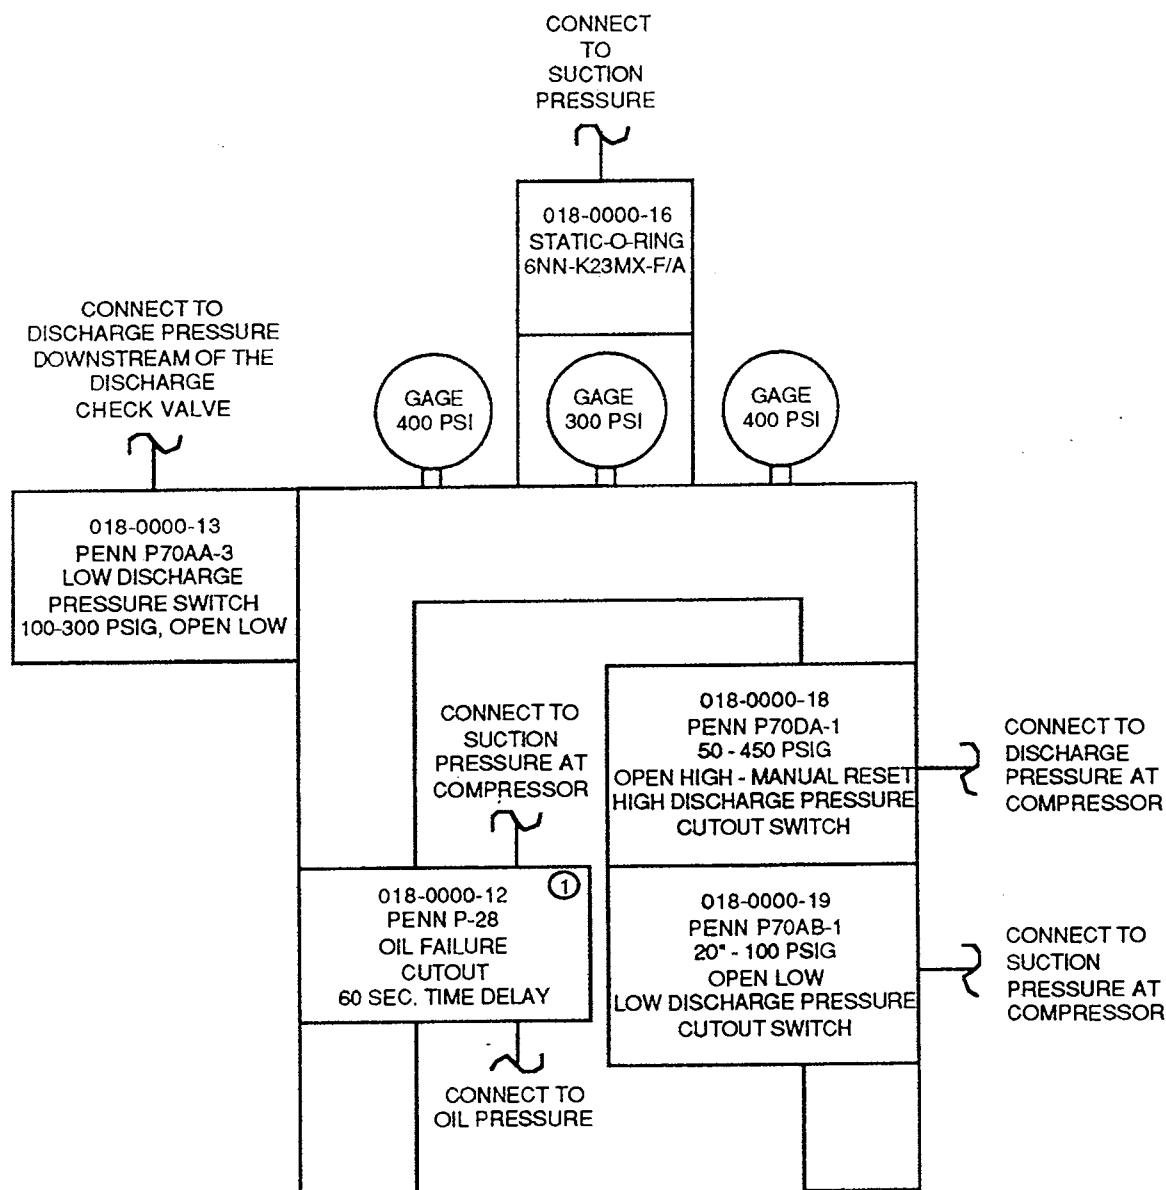 CONNECT
TO
SUCTION
PRESSURE
018-0000-16
STATIC-O-RING
6NN-K23MX-F/A
CONNECT TO
DISCHARGE PRESSURE
DOWNSTREAM OF THE
DISCHARGE
CHECK VALVE
GAGE
400 PSI
GAGE
300 PSI
GAGE
400 PSI
018-0000-13
PENN P70AA-3
LOW DISCHARGE
PRESSURE SWITCH
100-300 PSIG, OPEN LOW
CONNECT TO
SUCTION
PRESSURE AT
COMPRESSOR
018-0000-18
PENN P70DA-1
50 - 450 PSIG
OPEN HIGH - MANUAL RESET
HIGH DISCHARGE PRESSURE
CUTOUT SWITCH
CONNECT TO
DISCHARGE
PRESSURE AT
COMPRESSOR
018-0000-12
1
PENN P-28
OIL FAILURE
CUTOUT
60 SEC. TIME DELAY
018-0000-19
PENN P70AB-1
20" - 100 PSIG
OPEN LOW
LOW DISCHARGE PRESSURE
CUTOUT SWITCH
CONNECT TO
SUCTION
PRESSURE AT
COMPRESSOR
CONNECT TO
OIL PRESSURE